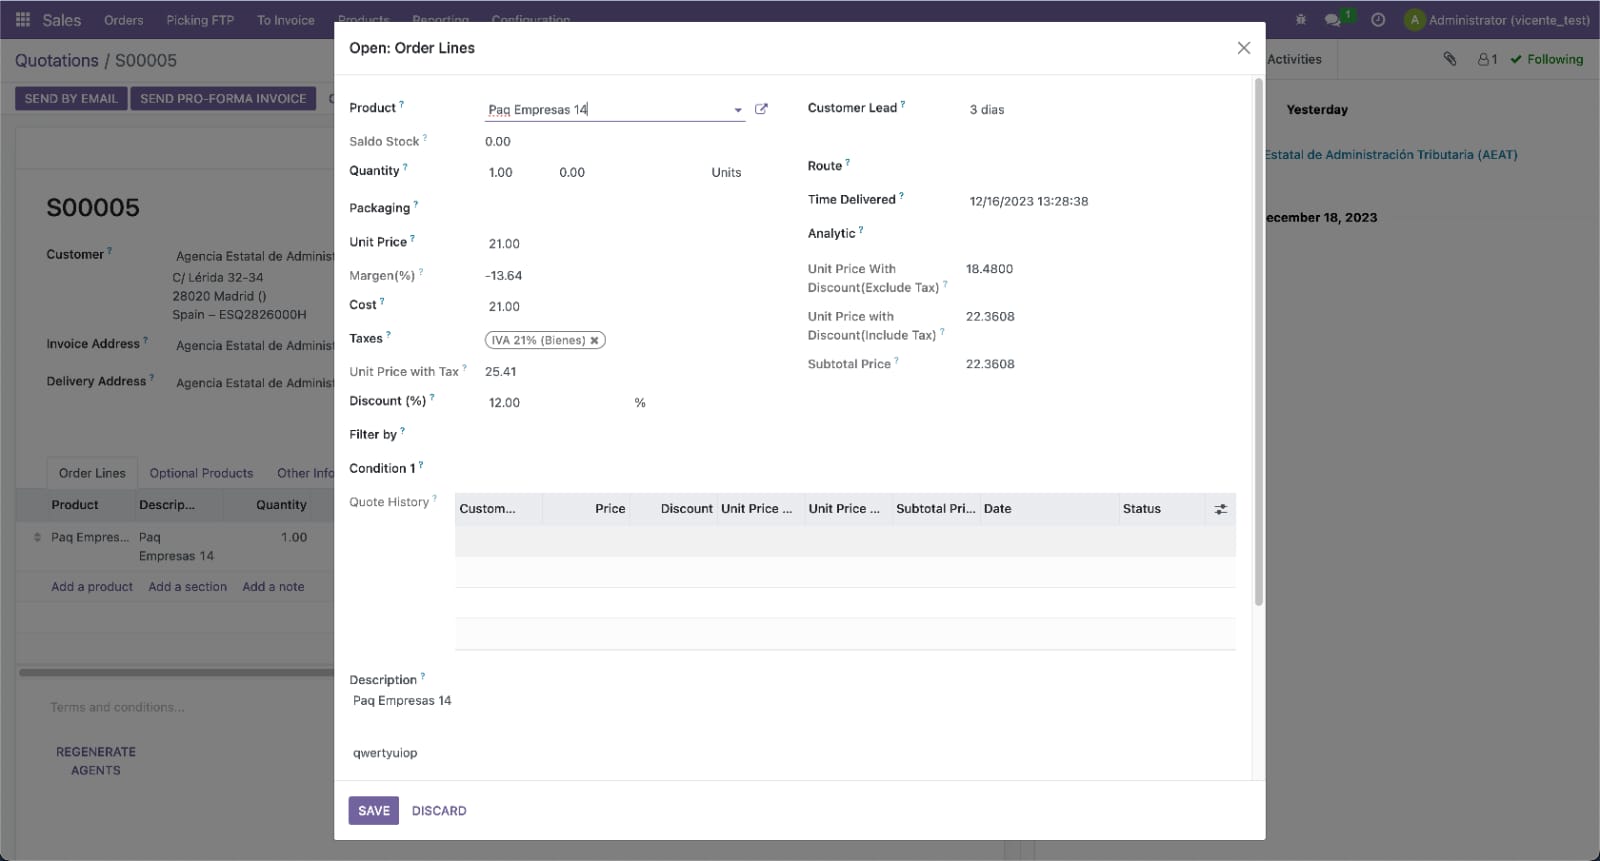 Sales Orders Picking FTP To Invoice Products Reporting Configuration 1 A Administrator (vicente_test)
Quotations / S00005
SEND BY EMAIL SEND PRO-FORMA INVOICE
S00005
Customer ? Agencia Estatal de Administ
C/ Lérida 32-34
28020 Madrid ()
Spain – ESQ2826000H
Invoice Address ? Agencia Estatal de Administ
Delivery Address ? Agencia Estatal de Administ
Order Lines Optional Products Other Info
Product Descrip... Quantity
Paq Empres... Paq 1.00
Empresas 14
Add a product Add a section Add a note
Terms and conditions...
REGENERATE
AGENTS
Open: Order Lines
Product ? Paq Empresas 14
Saldo Stock ? 0.00
Quantity ? 1.00 0.00 Units
Packaging ?
Unit Price ? 21.00
Margen(%) ? -13.64
Cost ? 21.00
Taxes ? IVA 21% (Bienes)
Unit Price with Tax ? 25.41
Discount (%) ? 12.00 %
Filter by ?
Condition 1 ?
Customer Lead ? 3 dias
Route ?
Time Delivered ? 12/16/2023 13:28:38
Analytic ?
Unit Price With 18.4800
Discount(Exclude Tax) ?
Unit Price with 22.3608
Discount(Include Tax) ?
Subtotal Price ? 22.3608
Quote History ? Custom... Price Discount Unit Price ... Unit Price ... Subtotal Pri... Date Status
Description ?
Paq Empresas 14
qwertyuiop
SAVE DISCARD
Activities 1 Following
Yesterday
Estatal de Administración Tributaria (AEAT)
ecember 18, 2023